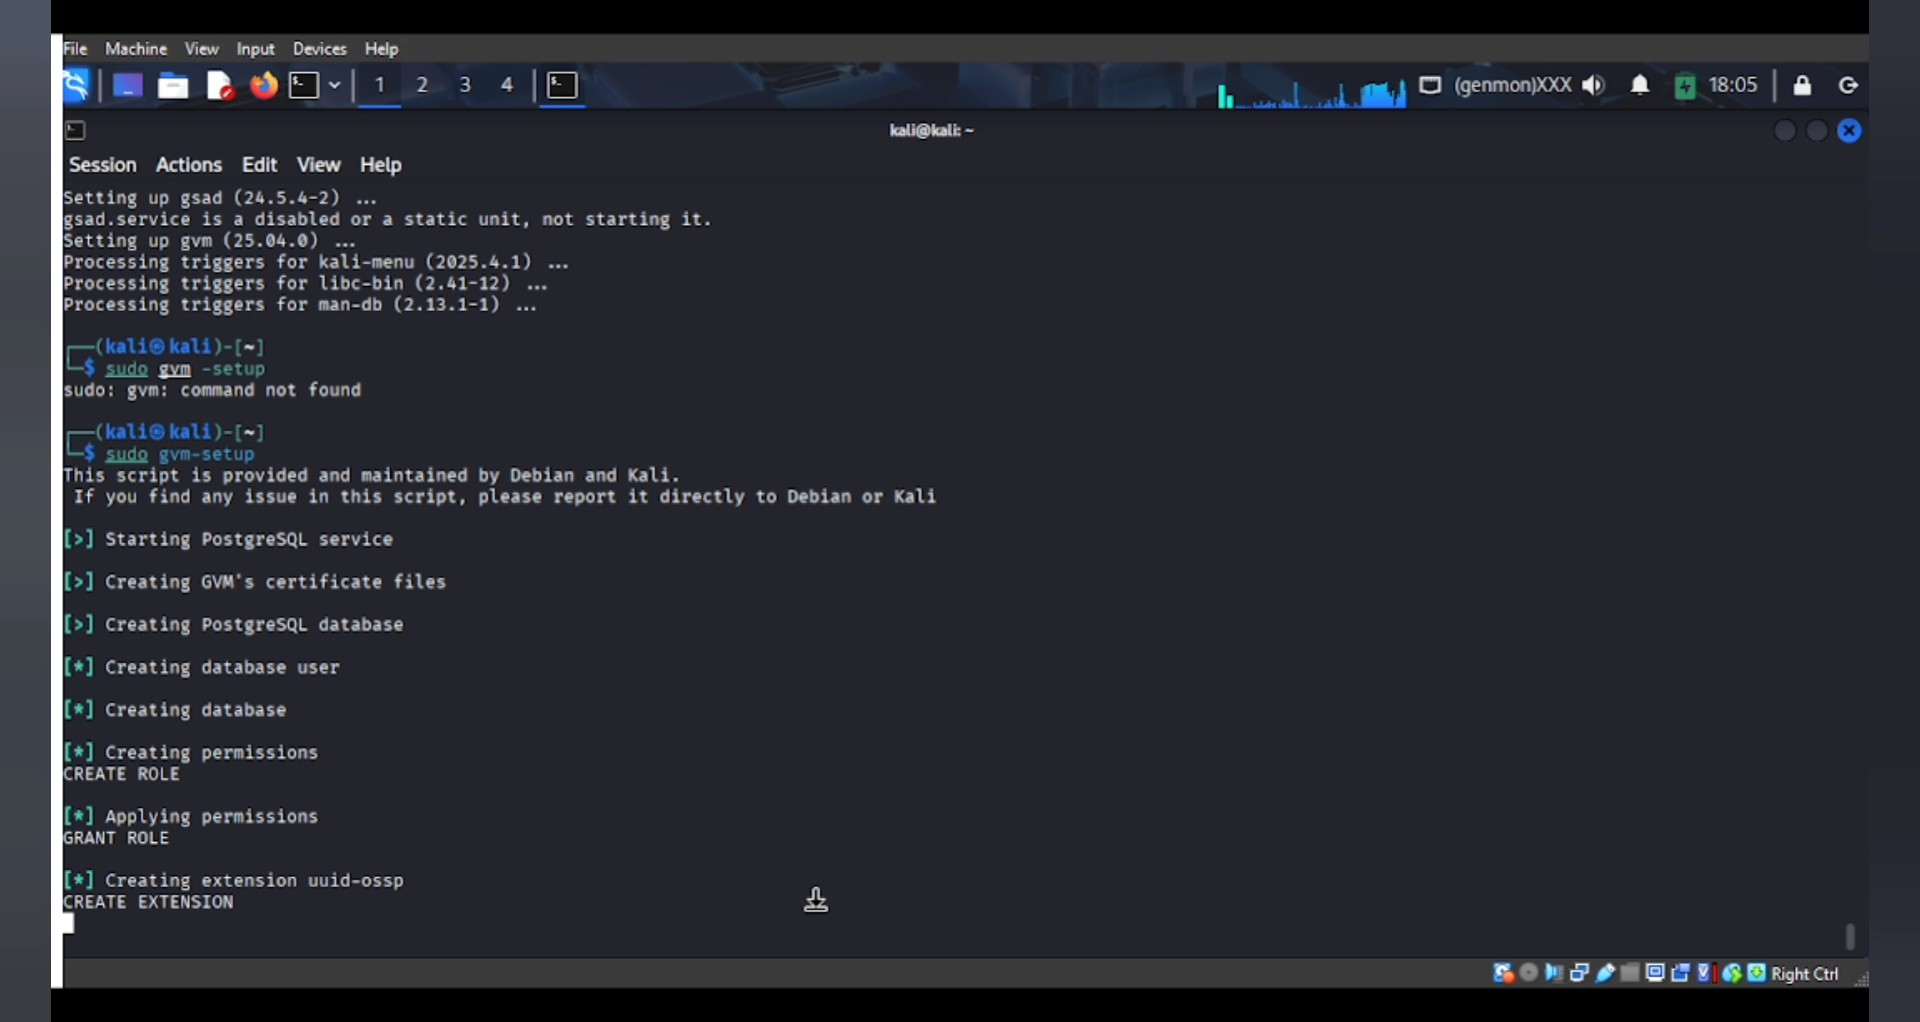 File Machine View Input Devices Help
1 2 3 4 (genmon)XXX 18:05
kali@kali: ~
Session Actions Edit View Help
Setting up gsad (24.5.4-2) ...
gsad.service is a disabled or a static unit, not starting it.
Setting up gvm (25.04.0) ...
Processing triggers for kali-menu (2025.4.1) ...
Processing triggers for libc-bin (2.41-12) ...
Processing triggers for man-db (2.13.1-1) ...
┌──(kali㉿kali)-[~]
└─$ sudo gvm -setup
sudo: gvm: command not found
┌──(kali㉿kali)-[~]
└─$ sudo gvm-setup
This script is provided and maintained by Debian and Kali.
If you find any issue in this script, please report it directly to Debian or Kali
[>] Starting PostgreSQL service
[>] Creating GVM's certificate files
[>] Creating PostgreSQL database
[*] Creating database user
[*] Creating database
[*] Creating permissions
CREATE ROLE
[*] Applying permissions
GRANT ROLE
[*] Creating extension uuid-ossp
CREATE EXTENSION
Right Ctrl